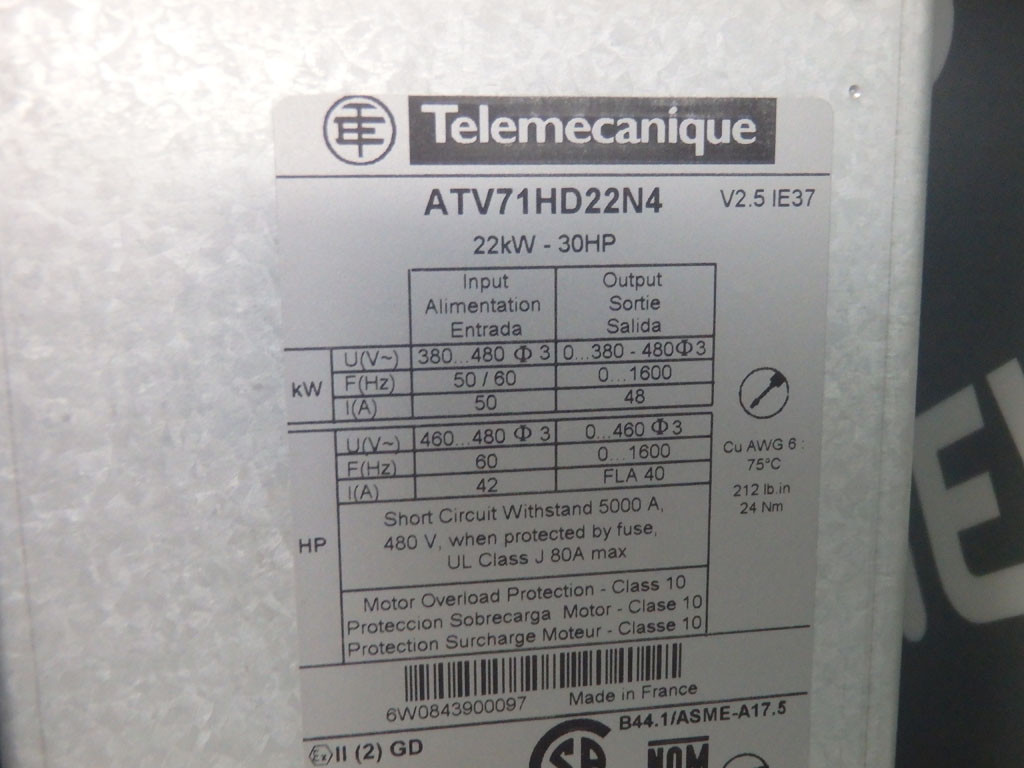 Telemecanique
ATV71HD22N4 V2.5 IE37
22kW - 30HP
Input Output
Alimentation Sortie
Entrada Salida
kW
U(V~) 380...480 Φ 3 0...380 - 480Φ3
F(Hz) 50 / 60 0...1600
I(A) 50 48
HP
U(V~) 460...480 Φ 3 0...460 Φ3
F(Hz) 60 0...1600
I(A) 42 FLA 40
Short Circuit Withstand 5000 A,
480 V, when protected by fuse,
UL Class J 80A max
Motor Overload Protection - Class 10
Proteccion Sobrecarga Motor - Clase 10
Protection Surcharge Moteur - Classe 10
Cu AWG 6 :
75°C
212 lb.in
24 Nm
6W0843900097 Made in France
Ex II (2) GD
B44.1/ASME-A17.5
NOM